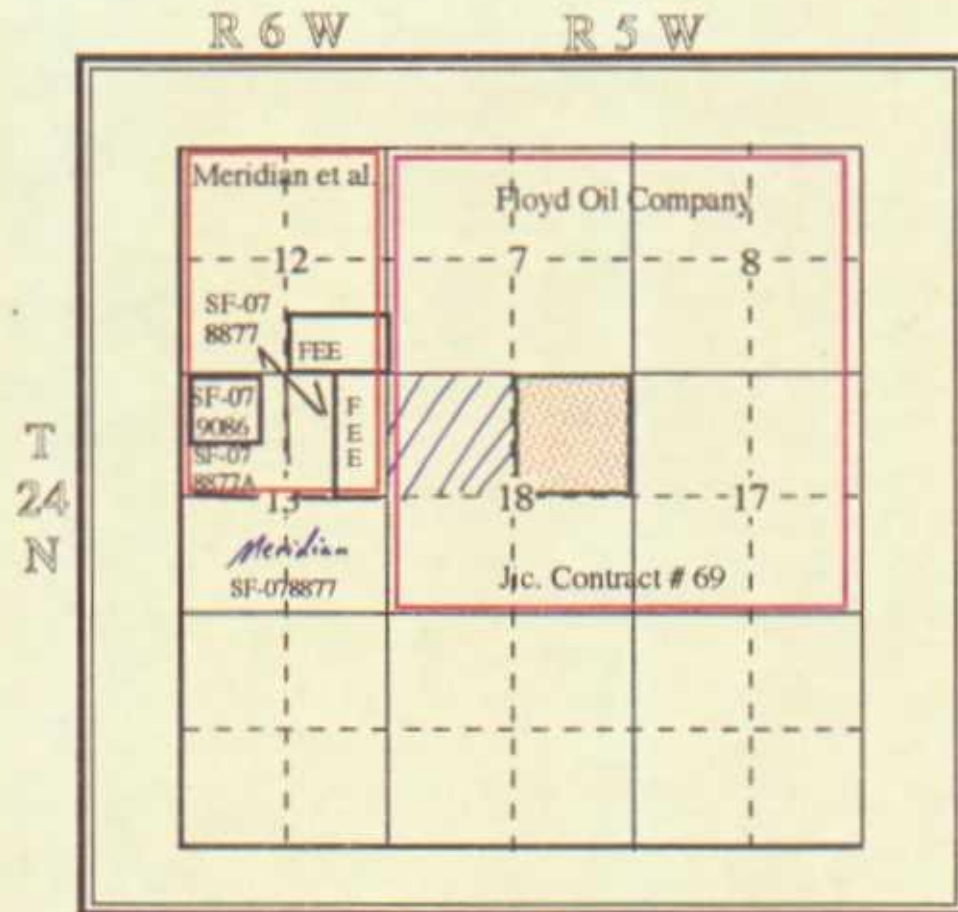 R 6 W
R 5 W
Meridian et al.
Floyd Oil Company
12
7
8
SF-07
8877
FEE
SF-07
9086
SF-07
8877A
F
E
E
T
24
N
13
18
17
Meridian
SF-078877
Jic. Contract # 69